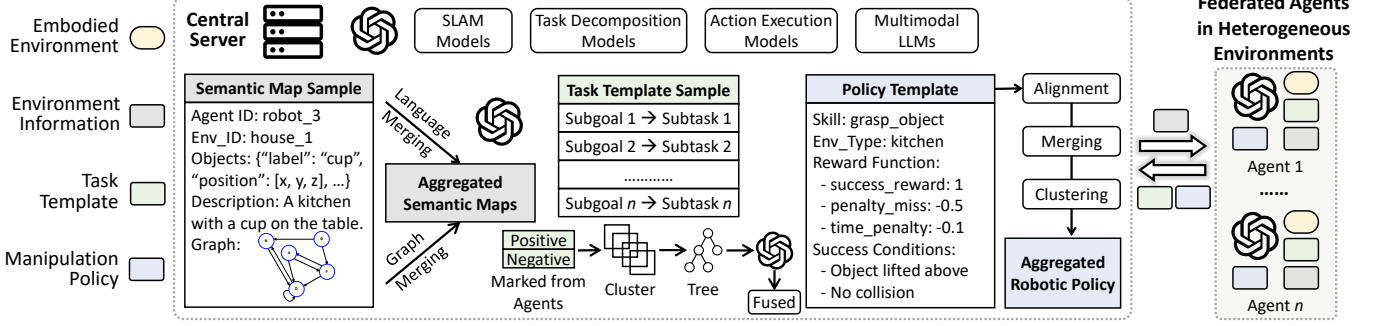 Embodied
Environment
Environment
Information
Task
Template
Manipulation
Policy
Central
Server
SLAM
Models
Task Decomposition
Models
Action Execution
Models
Multimodal
LLMs
Semantic Map Sample
Agent ID: robot_3
Env_ID: house_1
Objects: {“label”: “cup”,
“position”: [x, y, z], …}
Description: A kitchen
with a cup on the table.
Graph:
Language
Merging
Aggregated
Semantic Maps
Graph
Merging
Task Template Sample
Subgoal 1 → Subtask 1
Subgoal 2 → Subtask 2
…………
Subgoal n → Subtask n
Positive
Negative
Marked from
Agents
Cluster
Tree
Fused
Policy Template
Skill: grasp_object
Env_Type: kitchen
Reward Function:
- success_reward: 1
- penalty_miss: -0.5
- time_penalty: -0.1
Success Conditions:
- Object lifted above
- No collision
Alignment
Merging
Clustering
Aggregated
Robotic Policy
Federated Agents
in Heterogeneous
Environments
Agent 1
……
Agent n